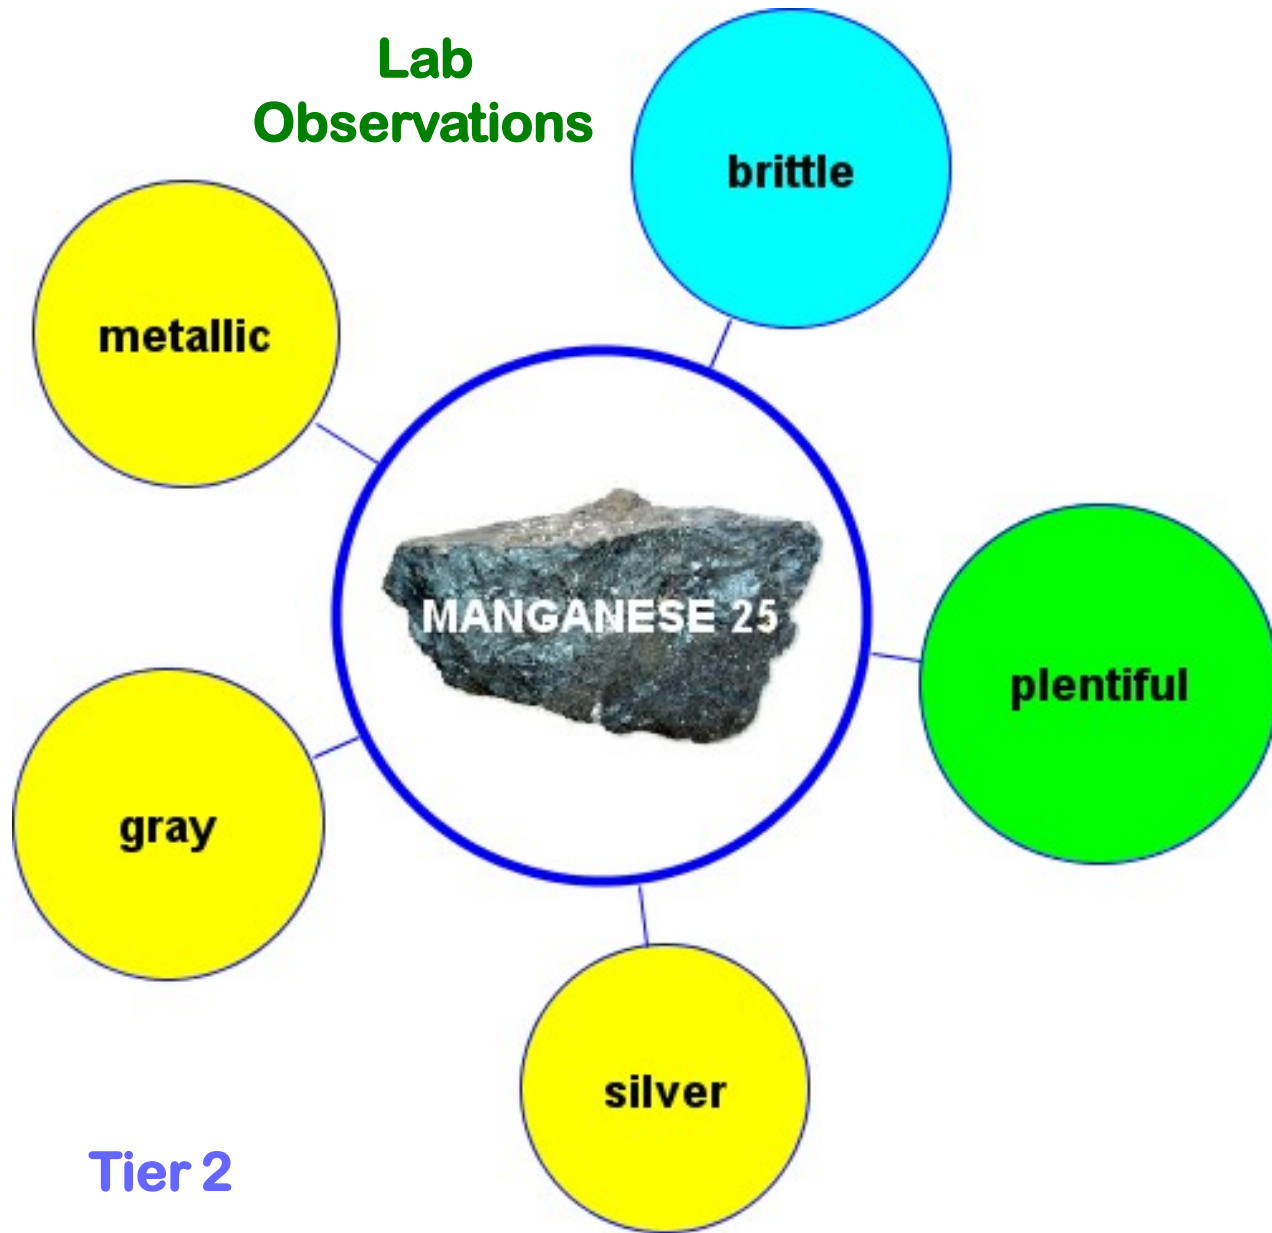 Lab
Observations
brittle
metallic
MANGANESE 25
plentiful
gray
silver
Tier 2